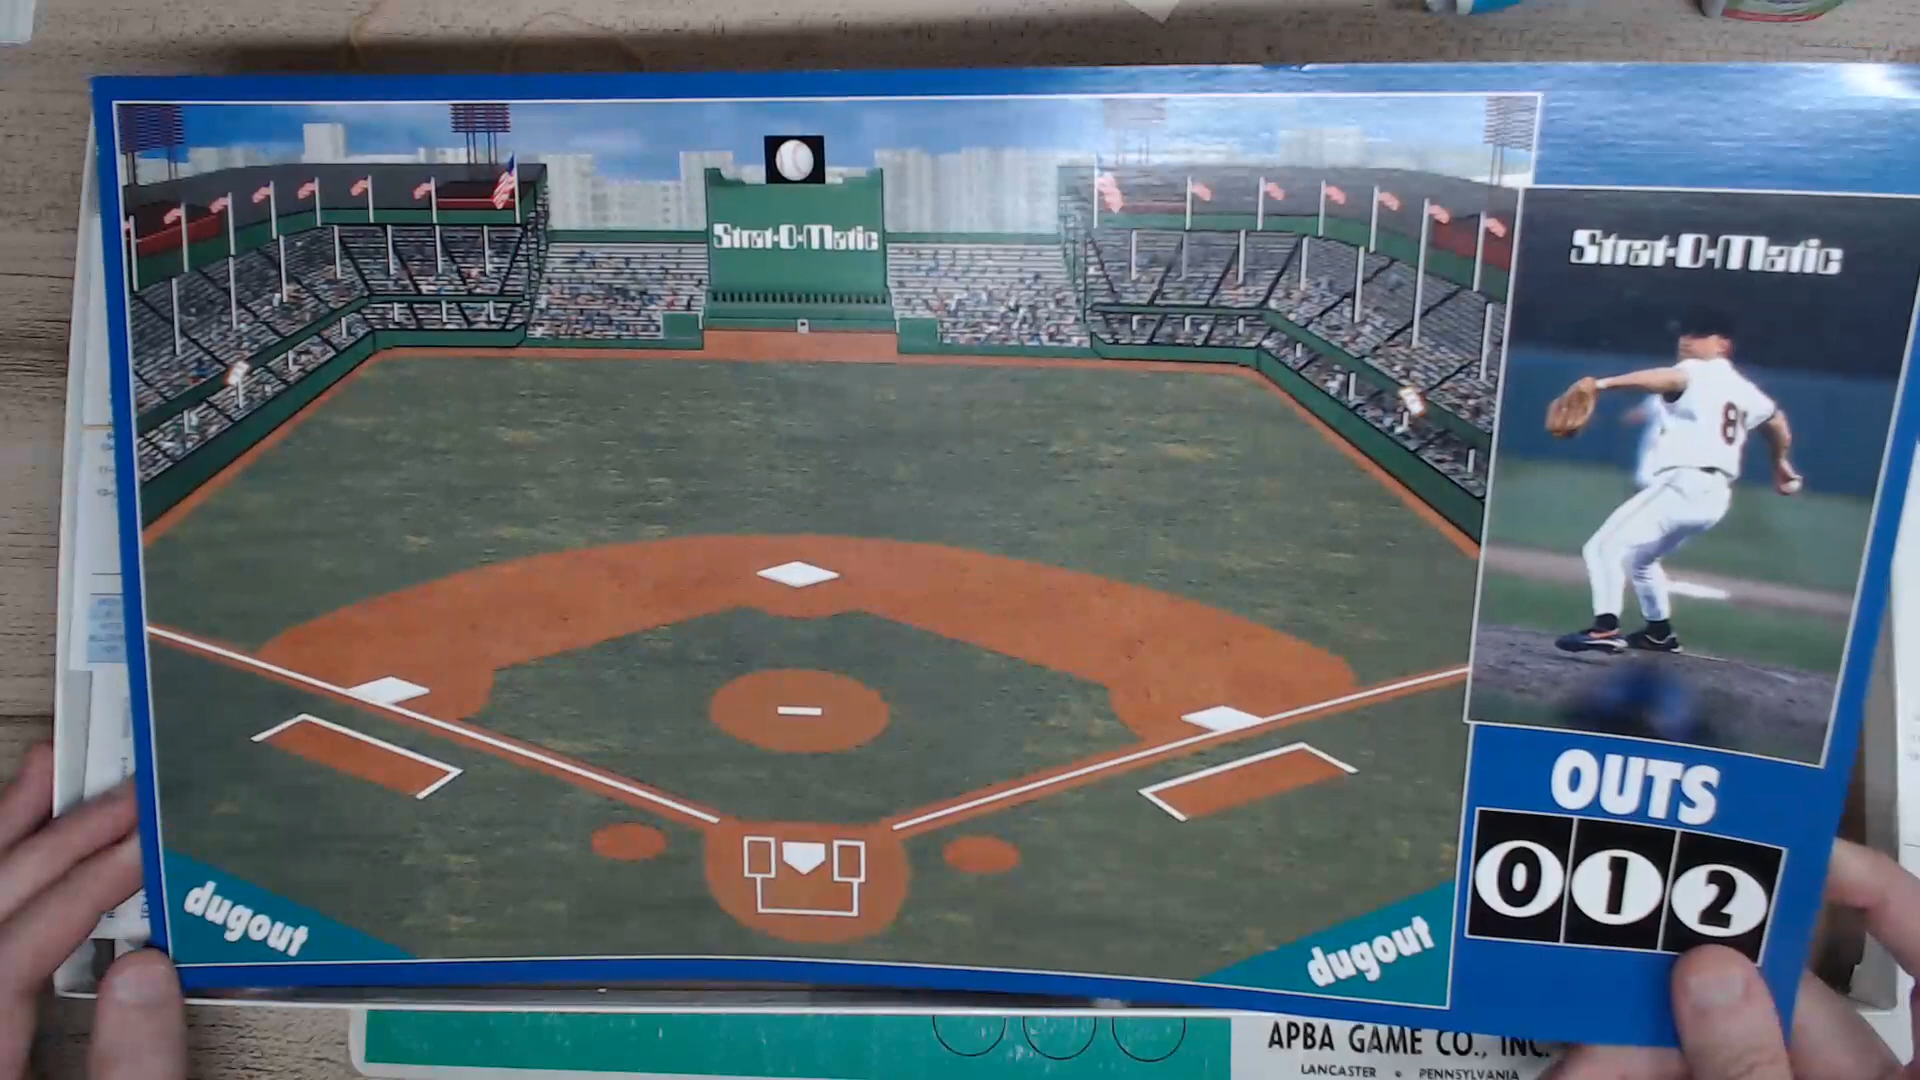 Strat-O-Matic
Strat-O-Matic
OUTS
0 1 2
dugout
dugout
APBA GAME CO., INC.
LANCASTER • PENNSYLVANIA